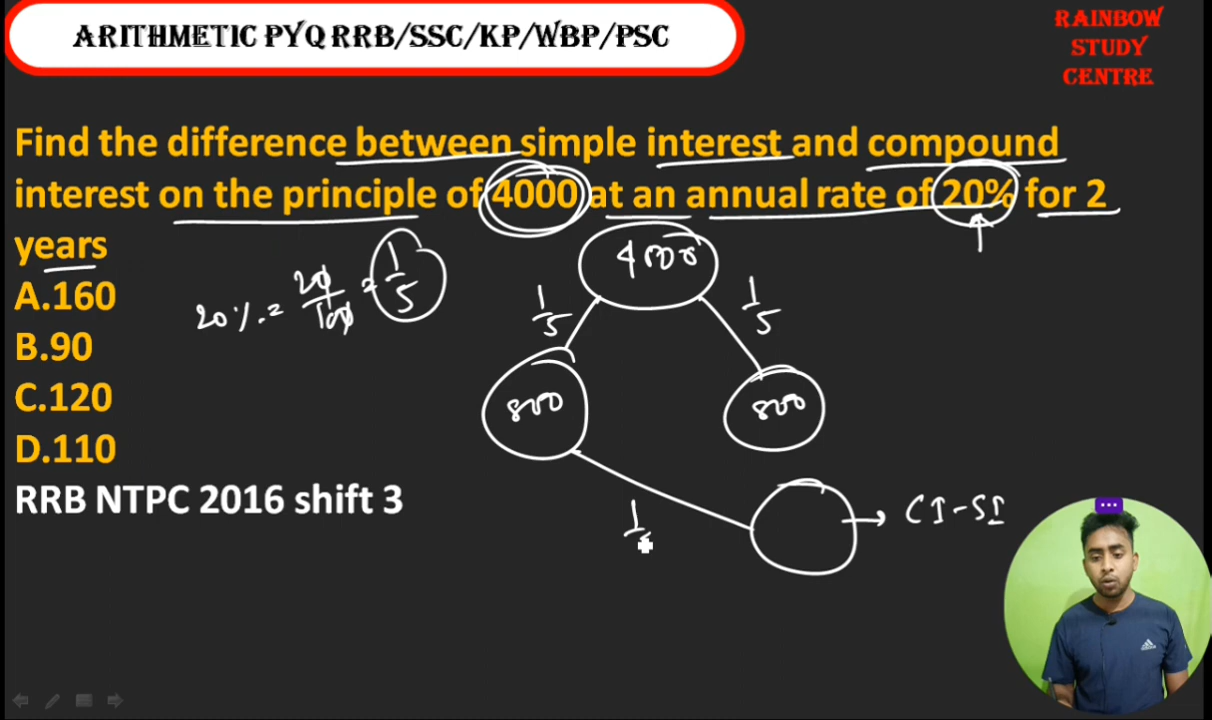 ARITHMETIC PYQ RRB/SSC/KP/WBP/PSC
RAINBOW
STUDY
CENTRE
Find the difference between simple interest and compound
interest on the principle of 4000 at an annual rate of 20% for 2
years
A.160
B.90
C.120
D.110
RRB NTPC 2016 shift 3
20%.= 20/100 = 1/5
4000
1/5
1/5
800
800
1/5
CI-SI